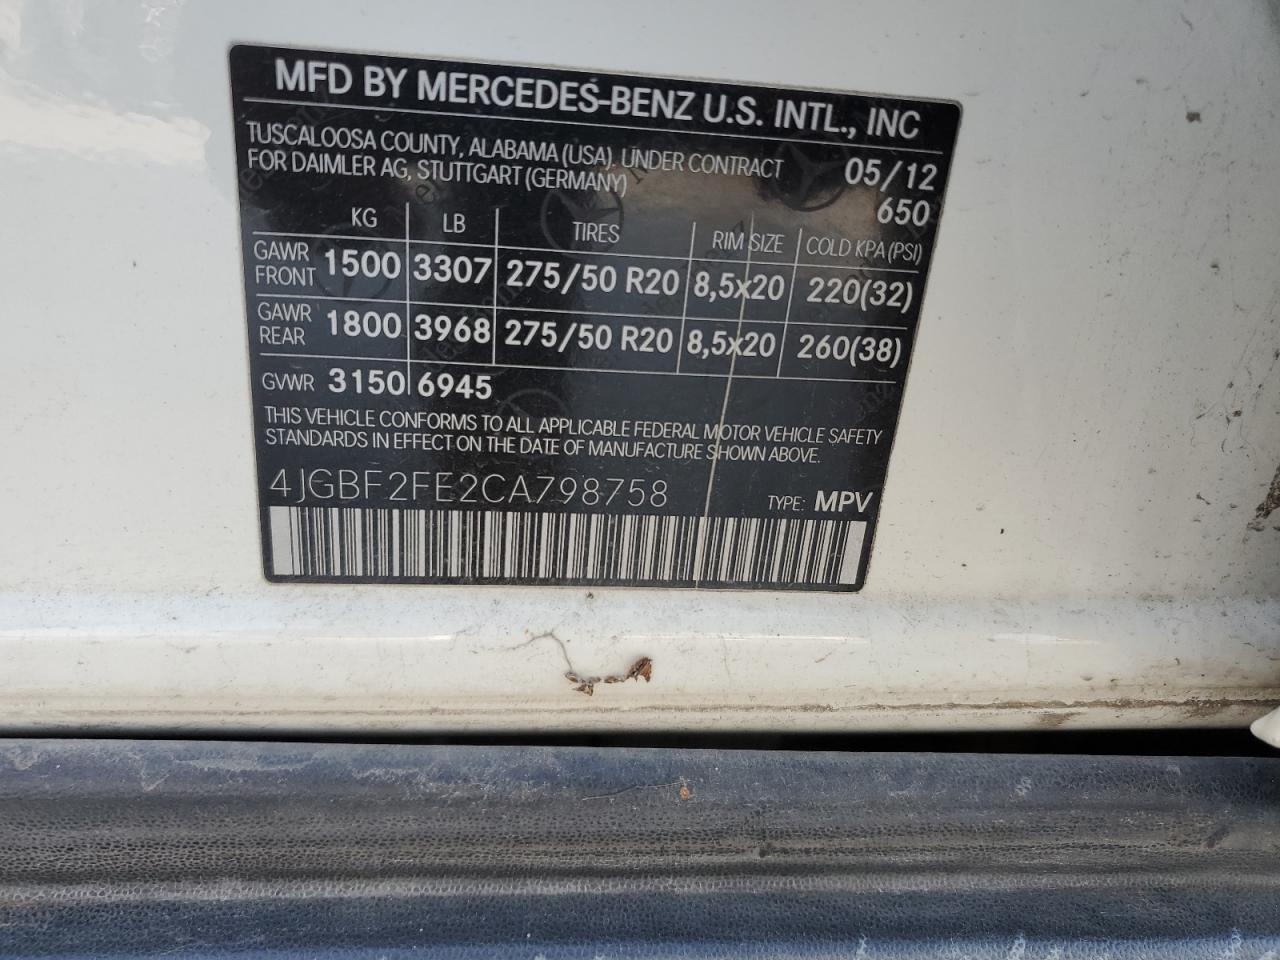 MFD BY MERCEDES-BENZ U.S. INTL., INC
TUSCALOOSA COUNTY, ALABAMA (USA). UNDER CONTRACT 05/12
FOR DAIMLER AG, STUTTGART (GERMANY) 650
KG LB TIRES RIM SIZE COLD KPA (PSI)
GAWR FRONT 1500 3307 275/50 R20 8,5x20 220(32)
GAWR REAR 1800 3968 275/50 R20 8,5x20 260(38)
GVWR 3150 6945
THIS VEHICLE CONFORMS TO ALL APPLICABLE FEDERAL MOTOR VEHICLE SAFETY
STANDARDS IN EFFECT ON THE DATE OF MANUFACTURE SHOWN ABOVE.
4JGBF2FE2CA798758 TYPE: MPV